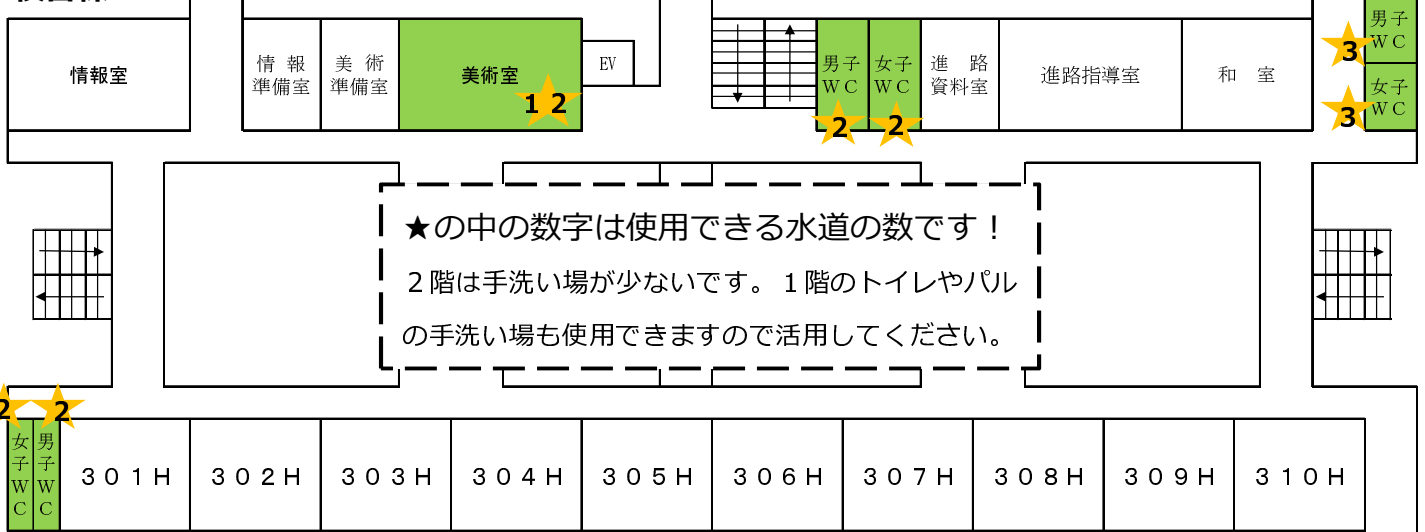 情報室
情報
準備室
美術
準備室
美術室
12
EV
男子
WC
2
女子
WC
2
進路
資料室
進路指導室
和室
男子
WC
3
女子
WC
3
★の中の数字は使用できる水道の数です！
２階は手洗い場が少ないです。１階のトイレやパル
の手洗い場も使用できますので活用してください。
2
2
女子WC
男子WC
３０１H
３０２H
３０３H
３０４H
３０５H
３０６H
３０７H
３０８H
３０９H
３１０H